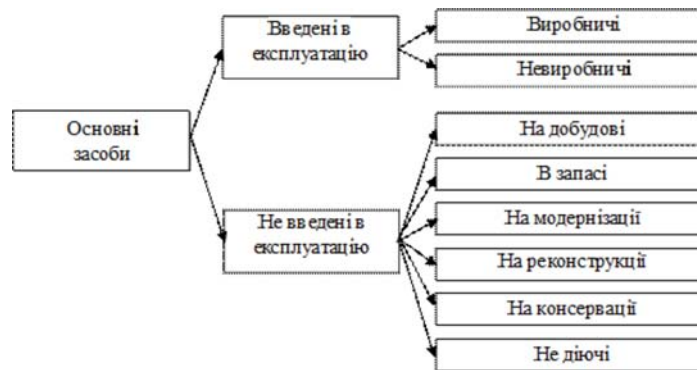 Основні
засоби
Введені в
експлуатацію
Виробничі
Невиробничі
Не введені в
експлуатацію
На добудові
В запасі
На модернізації
На реконструкції
На консервації
Не діючі